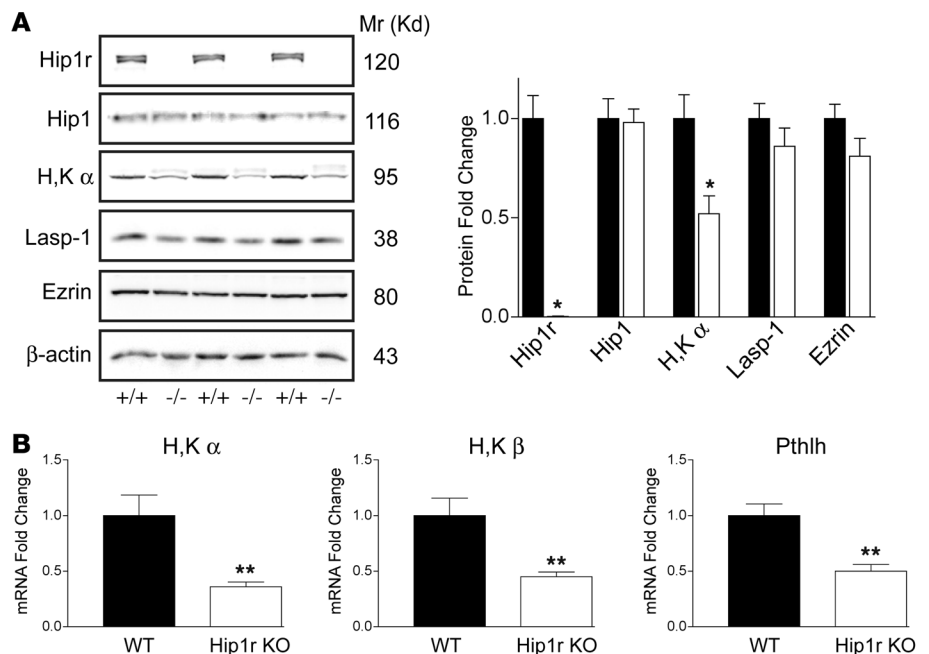 A
Mr (Kd)
Hip1r 120
Hip1 116
H,K α 95
Lasp-1 38
Ezrin 80
β-actin 43
+/+ -/- +/+ -/- +/+ -/-
Protein Fold Change
1.0
0.5
0.0
*
*
Hip1r Hip1 H,K α Lasp-1 Ezrin
B
H,K α
mRNA Fold Change
1.5
1.0
0.5
0.0
**
WT Hip1r KO
H,K β
mRNA Fold Change
1.5
1.0
0.5
0.0
**
WT Hip1r KO
Pthlh
mRNA Fold Change
1.5
1.0
0.5
0.0
**
WT Hip1r KO